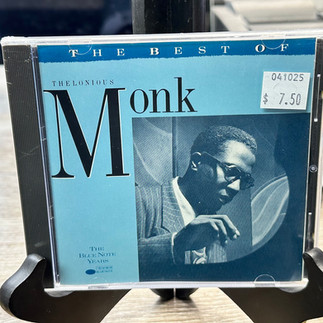 THE BEST OF
041025
$ 7.50
THELONIOUS
Monk
THE
BLUE NOTE
YEARS